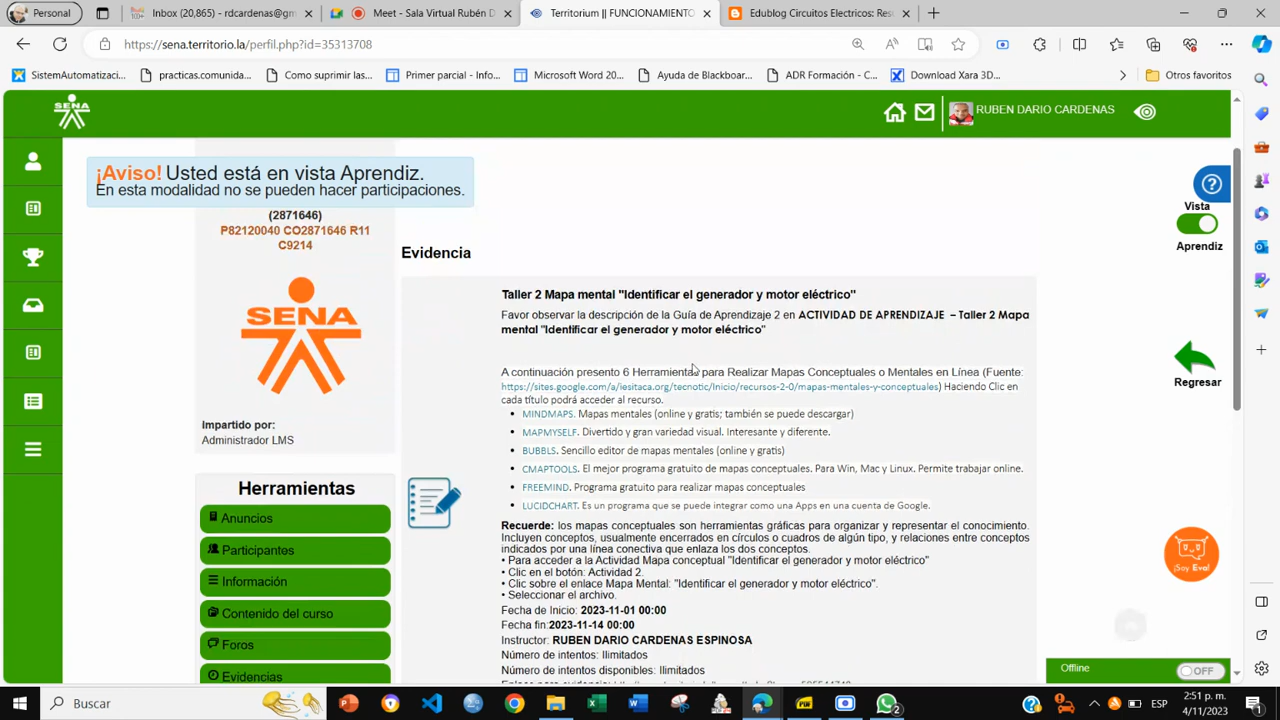 Personal
Inbox (20,865) - rdcardenas@gm
Meet - Sala Virtual Rubén D
Territorium || FUNCIONAMIENTO
Edublog Circuitos Electricos: Res
https://sena.territorio.la/perfil.php?id=35313708
SistemAutomatizaci...
practicas.comunida...
Como suprimir las...
Primer parcial - Info...
Microsoft Word 20...
Ayuda de Blackboar...
ADR Formación - C...
Download Xara 3D...
Otros favoritos
SENA
RUBEN DARIO CARDENAS
¡Aviso! Usted está en vista Aprendiz.
En esta modalidad no se pueden hacer participaciones.
(2871646)
P82120040 CO2871646 R11
C9214
SENA
Impartido por:
Administrador LMS
Herramientas
Anuncios
Participantes
Información
Contenido del curso
Foros
Evidencias
Evidencia
Taller 2 Mapa mental "Identificar el generador y motor eléctrico"
Favor observar la descripción de la Guía de Aprendizaje 2 en ACTIVIDAD DE APRENDIZAJE – Taller 2 Mapa
mental "Identificar el generador y motor eléctrico"
A continuación presento 6 Herramientas para Realizar Mapas Conceptuales o Mentales en Línea (Fuente:
https://sites.google.com/a/iesitaca.org/tecnotic/Inicio/recursos-2-0/mapas-mentales-y-conceptuales) Haciendo Clic en
cada título podrá acceder al recurso.
• MINDMAPS. Mapas mentales (online y gratis; también se puede descargar)
• MAPMYSELF. Divertido y gran variedad visual. Interesante y diferente.
• BUBBLS. Sencillo editor de mapas mentales (online y gratis)
• CMAPTOOLS. El mejor programa gratuito de mapas conceptuales. Para Win, Mac y Linux. Permite trabajar online.
• FREEMIND. Programa gratuito para realizar mapas conceptuales
• LUCIDCHART. Es un programa que se puede integrar como una Apps en una cuenta de Google.
Recuerde: los mapas conceptuales son herramientas gráficas para organizar y representar el conocimiento.
Incluyen conceptos, usualmente encerrados en círculos o cuadros de algún tipo, y relaciones entre conceptos
indicados por una línea conectiva que enlaza los dos conceptos.
• Para acceder a la Actividad Mapa conceptual "Identificar el generador y motor eléctrico"
• Clic en el botón: Actividad 2.
• Clic sobre el enlace Mapa Mental: "Identificar el generador y motor eléctrico".
• Seleccionar el archivo.
Fecha de Inicio: 2023-11-01 00:00
Fecha fin:2023-11-14 00:00
Instructor: RUBEN DARIO CARDENAS ESPINOSA
Número de intentos: Ilimitados
Número de intentos disponibles: Ilimitados
Vista
Aprendiz
Regresar
¡Soy Eva!
Offline
OFF
Buscar
2
ESP
2:51 p. m.
4/11/2023
1